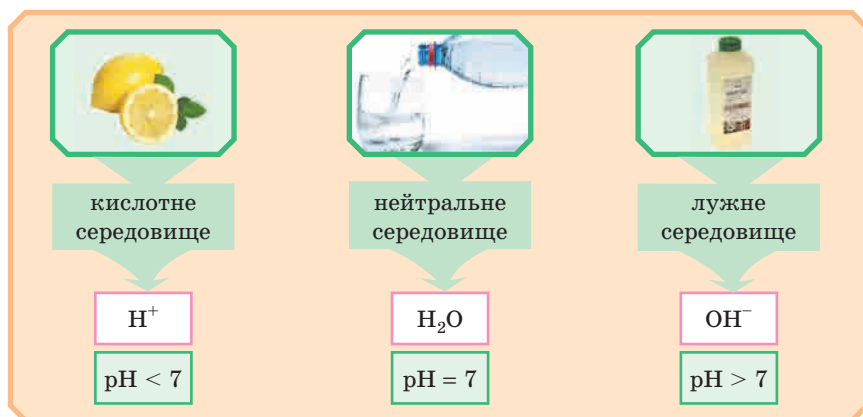 кислотне
середовище
нейтральне
середовище
лужне
середовище
H⁺
H₂O
OH⁻
pH < 7
pH = 7
pH > 7